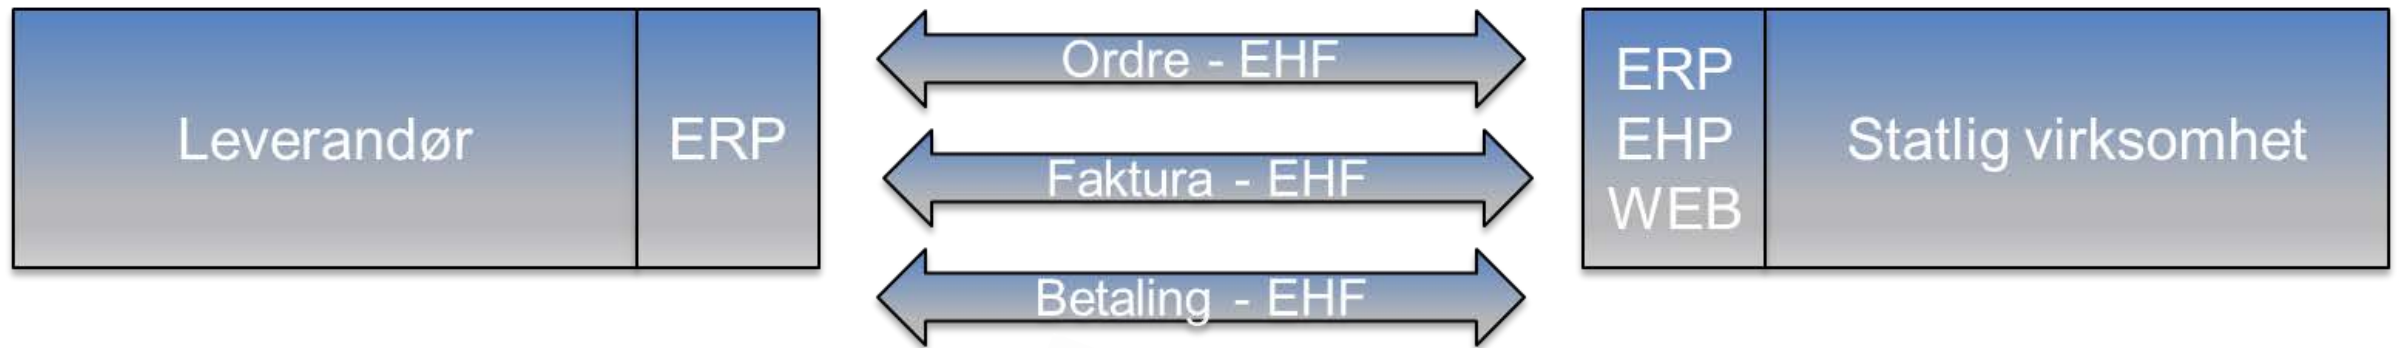 Leverandør
ERP
Ordre - EHF
Faktura - EHF
Betaling - EHF
ERP
EHP
WEB
Statlig virksomhet